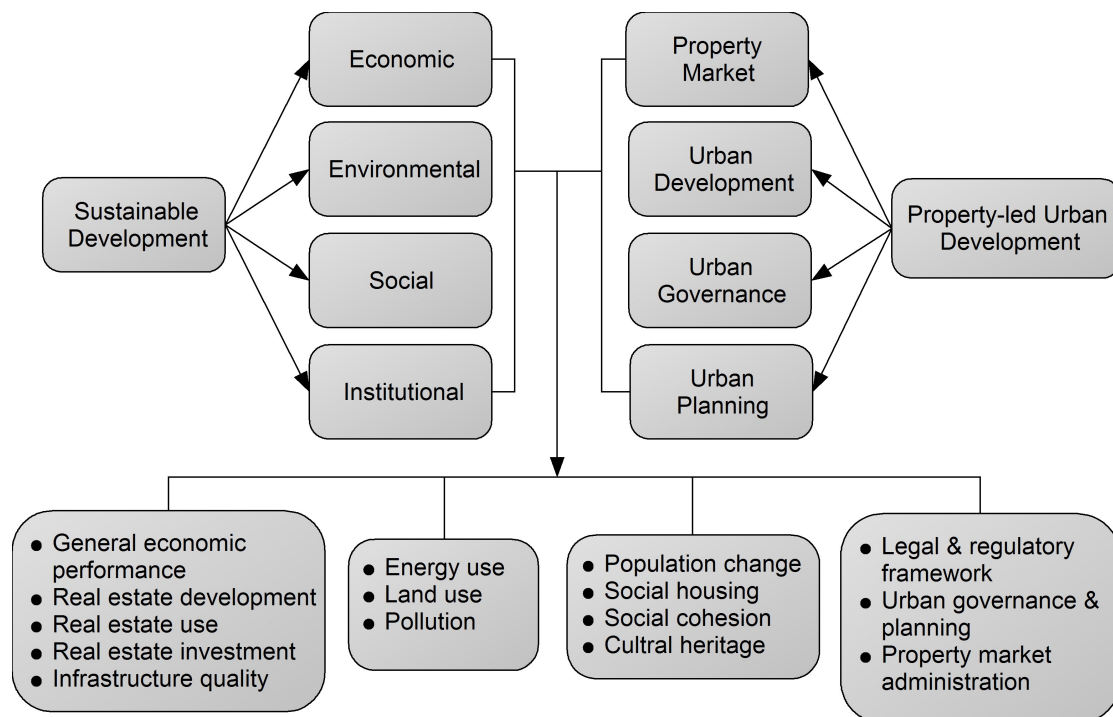 Economic
Property
Market
Environmental
Urban
Development
Sustainable
Development
Property-led Urban
Development
Social
Urban
Governance
Institutional
Urban
Planning
● General economic
performance
● Real estate development
● Real estate use
● Real estate investment
● Infrastructure quality
● Energy use
● Land use
● Pollution
● Population change
● Social housing
● Social cohesion
● Cultral heritage
● Legal & regulatory
framework
● Urban governance &
planning
● Property market
administration